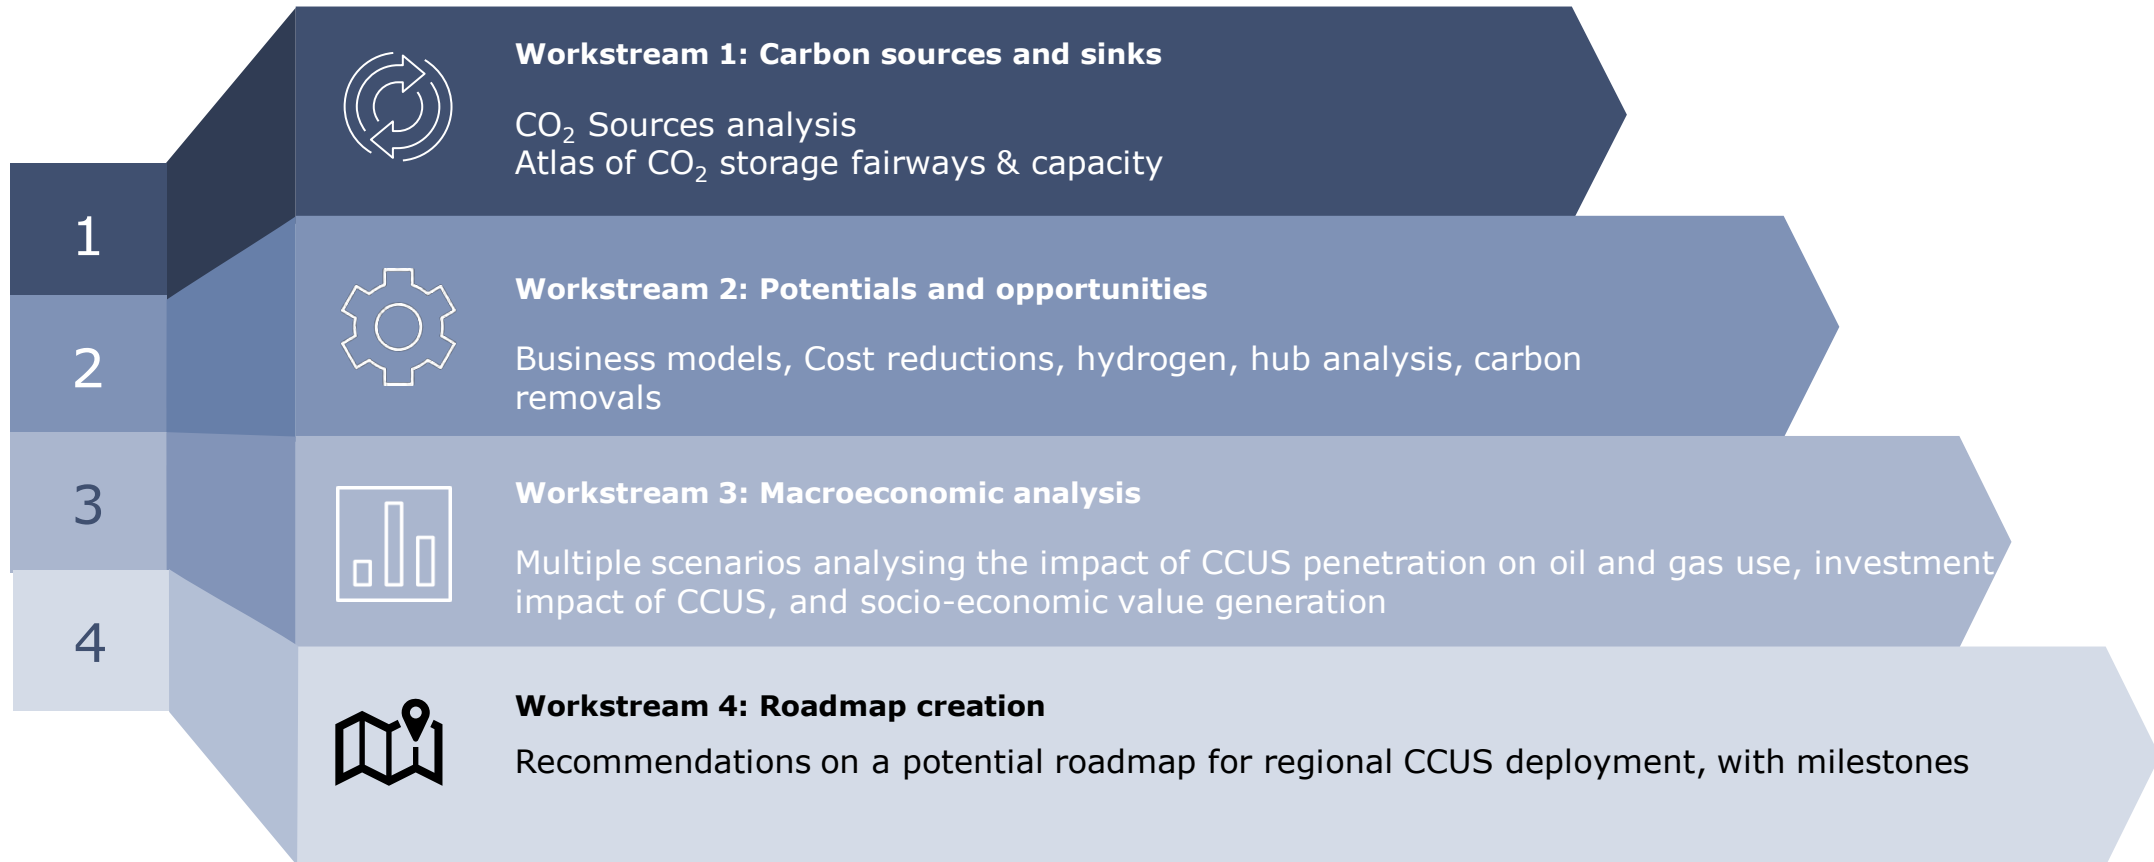 1
Workstream 1: Carbon sources and sinks
CO₂ Sources analysis
Atlas of CO₂ storage fairways & capacity
2
Workstream 2: Potentials and opportunities
Business models, Cost reductions, hydrogen, hub analysis, carbon
removals
3
Workstream 3: Macroeconomic analysis
Multiple scenarios analysing the impact of CCUS penetration on oil and gas use, investment
impact of CCUS, and socio-economic value generation
4
Workstream 4: Roadmap creation
Recommendations on a potential roadmap for regional CCUS deployment, with milestones